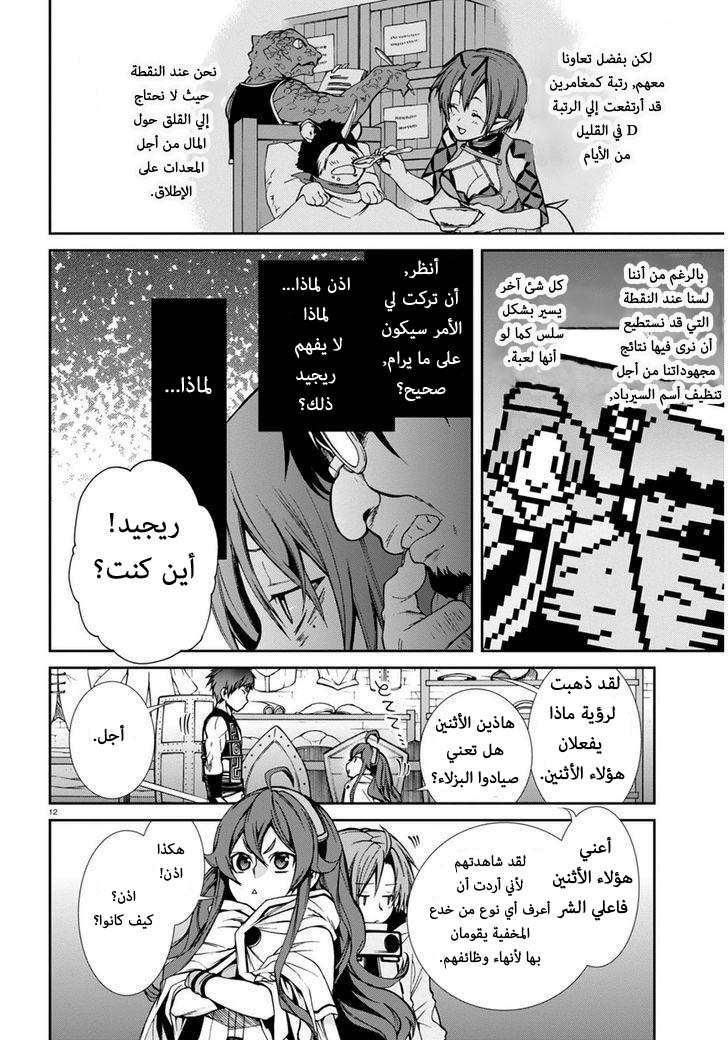 لكن بفضل تعاونا
معهم, رتبة كمغامرين
قد أرتفعت إلي الرتبة
D في القليل
من الأيام
نحن عند النقطة
حيث لا نحتاج
إلي القلق حول
المال من أجل
المعدات على
الإطلاق.
بالرغم من أننا
لسنا عند النقطة
التي قد نستطيع
أن نرى فيها نتائج
مجهوداتنا من أجل
تنظيف أسم السبرباد,
كل شئ آخر
يسير بشكل
سلس كما لو
أنها لعبة.
أنظر,
أن تركت لي
الأمر سيكون
على ما يرام,
صحيح؟
اذن لماذا...
لماذا
لا يفهم
ريجيد
ذلك؟
لماذا...
ريجيد!
أين كنت؟
لقد ذهبت
لرؤية ماذا
يفعلان
هؤلاء الأثنين.
هاذين الأثنين
هل تعني
صيادوا البزلاء؟
أجل.
12
أعني
هؤلاء الأثنين
فاعلي الشر
لقد شاهدتهم
لأني أردت أن
أعرف أي نوع من خدع
المخفية يقومان
بها لأنهاء وظائفهم.
هكذا
اذن!
اذن؟
كيف كانوا؟